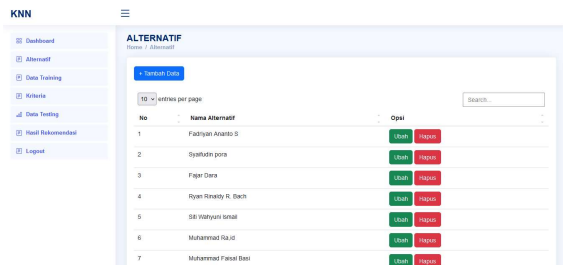 KNN
Dashboard
Alternatif
Data Training
Kriteria
Data Testing
Hasil Rekomendasi
Logout
ALTERNATIF
Home / Alternatif
+ Tambah Data
10 entries per page
Search...
No Nama Alternatif Opsi
1 Fadriyan Ananto S Ubah Hapus
2 Syaifudin pora Ubah Hapus
3 Fajar Dara Ubah Hapus
4 Ryan Rinaldy R. Bach Ubah Hapus
5 Siti Wahyuni Ismail Ubah Hapus
6 Muhammad Ra,id Ubah Hapus
7 Muhammad Faisal Basi Ubah Hapus